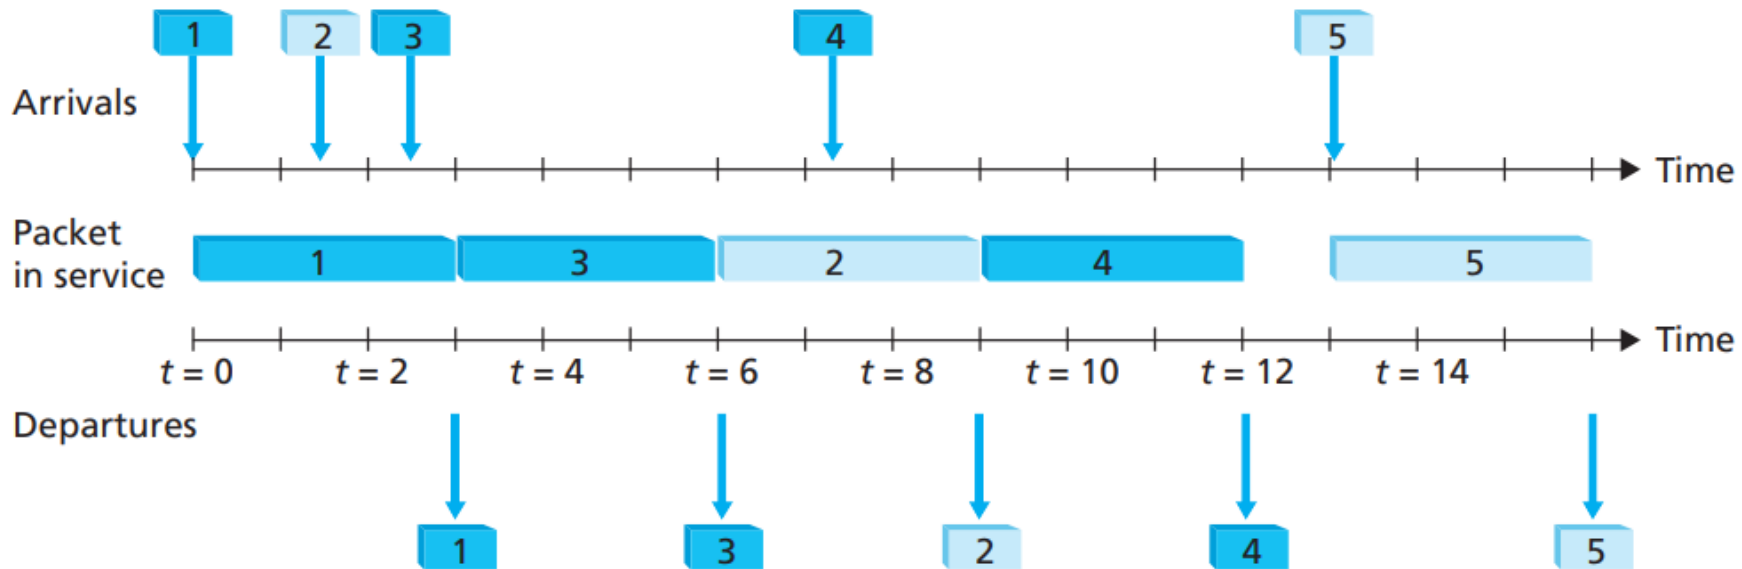 1 2 3 4 5
Arrivals
Time
Packet
in service
1 3 2 4 5
Time
t = 0 t = 2 t = 4 t = 6 t = 8 t = 10 t = 12 t = 14
Departures
1 3 2 4 5